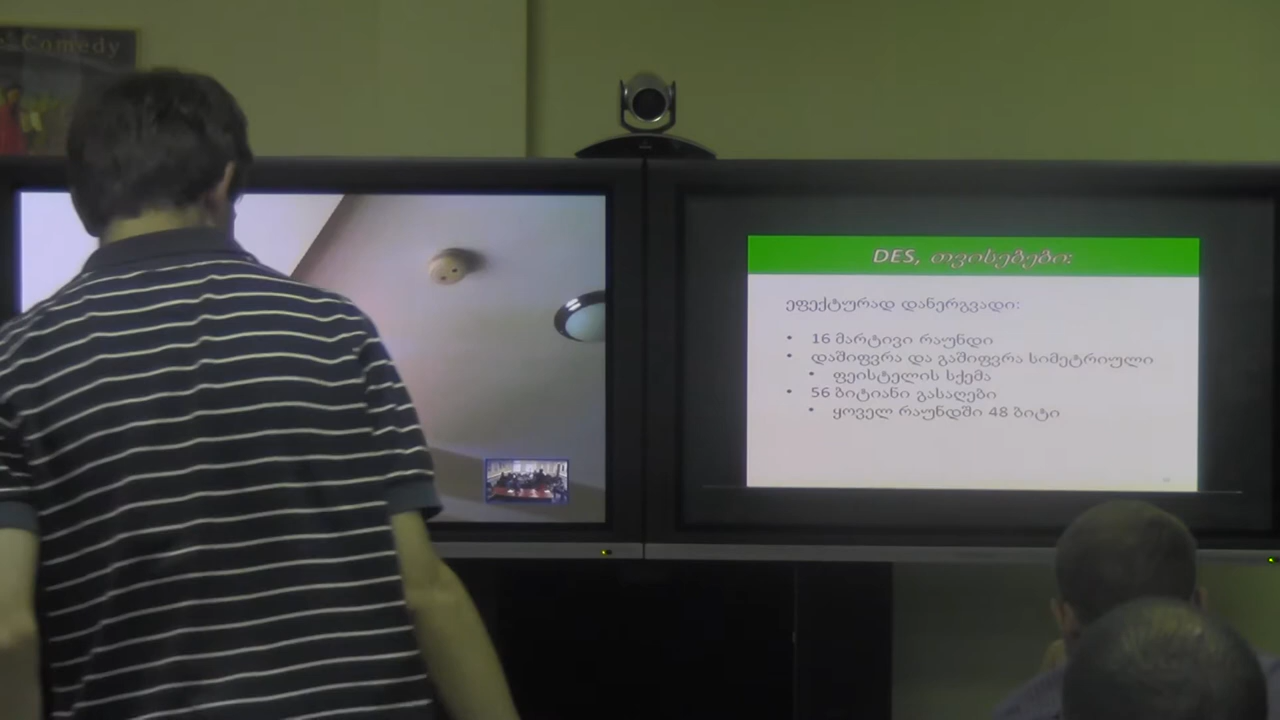 Comedy
DES, თვისებები:
ეფექტურად დანერგვადი:
• 16 მარტივი რაუნდი
• დაშიფვრა და გაშიფვრა სიმეტრიული
• ფეისტელის სქემა
• 56 ბიტიანი გასაღები
• ყოველ რაუნდში 48 ბიტი